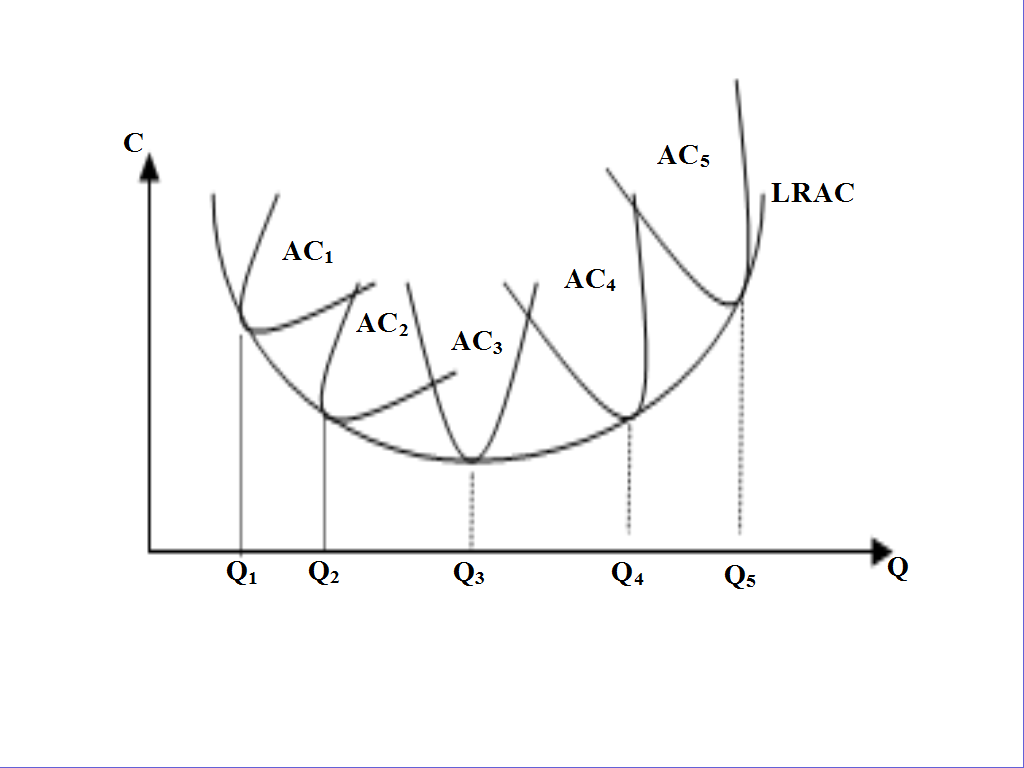 C
AC₅
LRAC
AC₁
AC₄
AC₂
AC₃
Q₁ Q₂ Q₃ Q₄ Q₅ Q